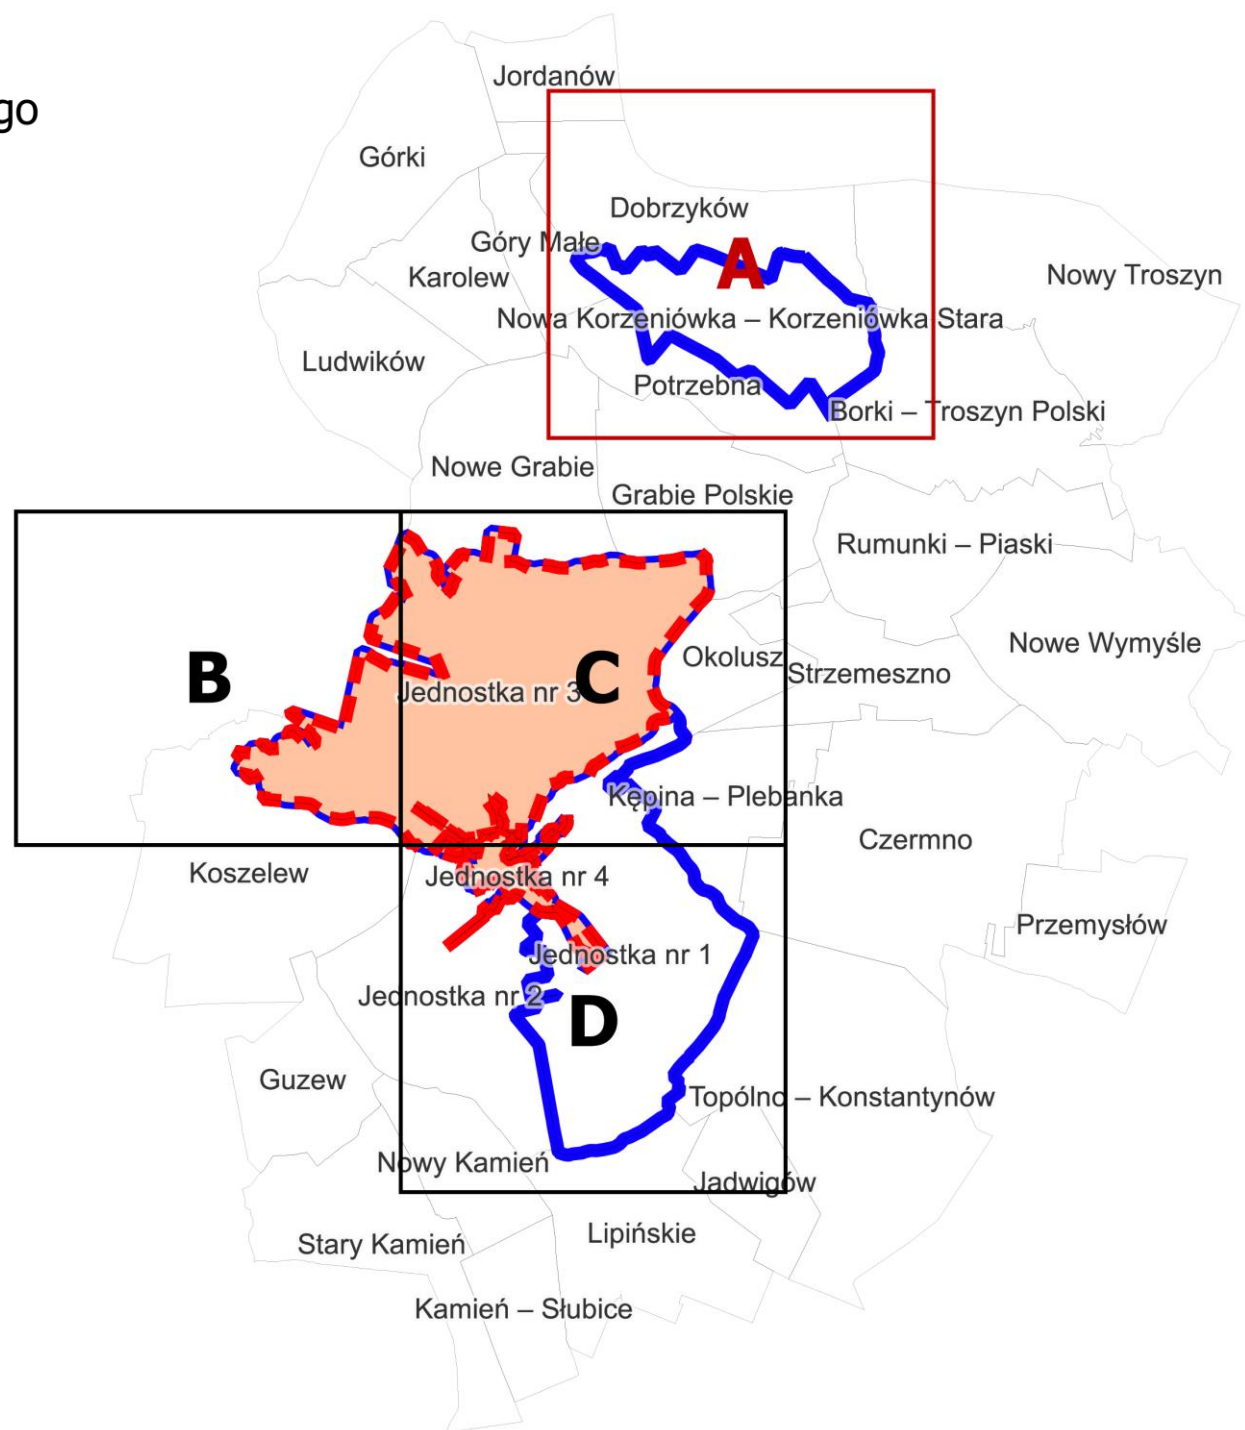 go
Jordanów
Górki
Dobrzyków
Góry Małe
A
Karolew
Nowy Troszyn
Nowa Korzeniówka – Korzeniówka Stara
Ludwików
Potrzebna
Borki – Troszyn Polski
Nowe Grabie
Grabie Polskie
Rumunki – Piaski
Nowe Wymyśle
Okolusz
Strzemeszno
B
C
Jednostka nr 3
Kępina – Plebanka
Czermno
Koszelew
Jednostka nr 4
Przemysłów
Jednostka nr 1
Jednostka nr 2
D
Guzew
Topólno – Konstantynów
Nowy Kamień
Jadwigów
Lipińskie
Stary Kamień
Kamień – Słubice